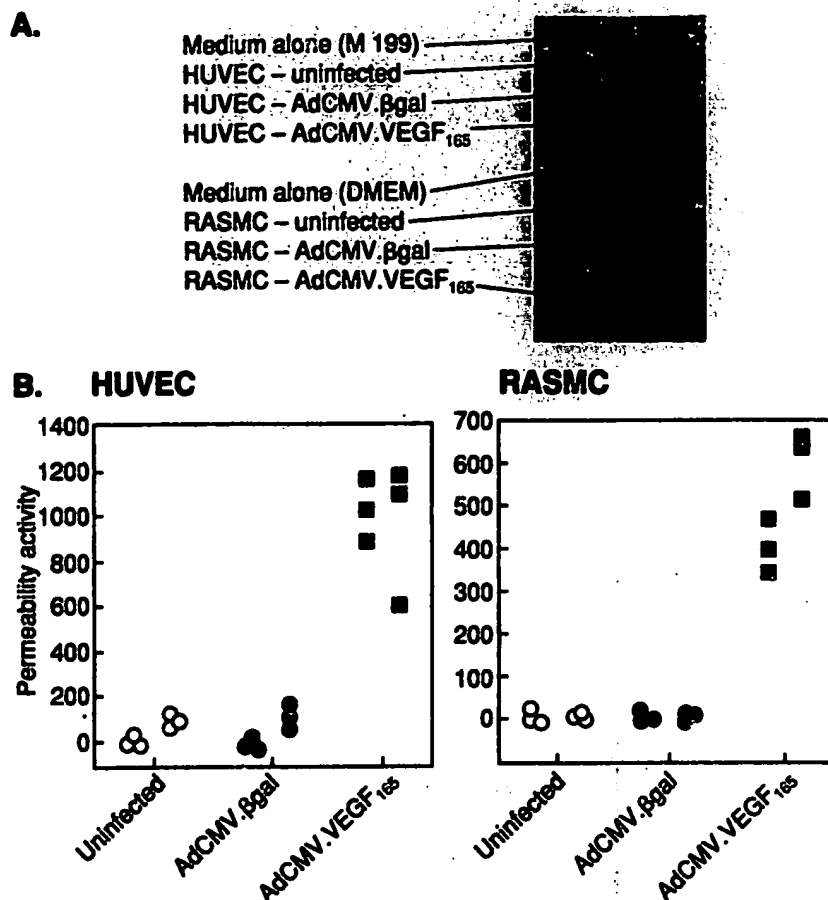 A.
Medium alone (M 199)
HUVEC – uninfected
HUVEC – AdCMV.βgal
HUVEC – AdCMV.VEGF₁₆₅
Medium alone (DMEM)
RASMC – uninfected
RASMC – AdCMV.βgal
RASMC – AdCMV.VEGF₁₆₅
B. HUVEC
RASMC
Permeability activity
1400
1200
1000
800
600
400
200
0
Uninfected
AdCMV.βgal
AdCMV.VEGF₁₆₅
700
600
500
400
300
200
100
0
Uninfected
AdCMV.βgal
AdCMV.VEGF₁₆₅